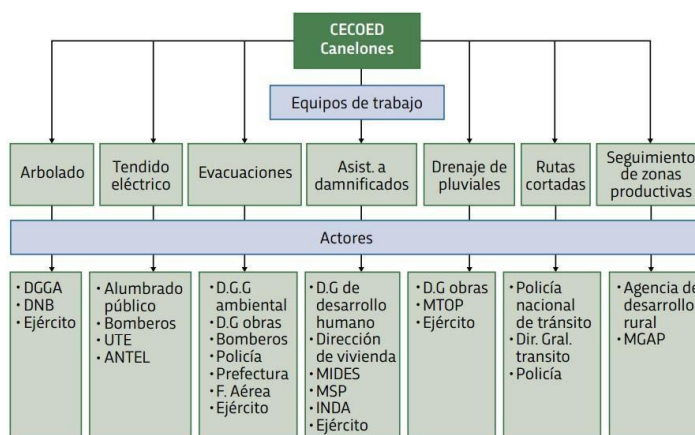 CECOED
Canelones
Equipos de trabajo
Arbolado
Tendido
eléctrico
Evacuaciones
Asist. a
damnificados
Drenaje de
pluviales
Rutas
cortadas
Seguimiento
de zonas
productivas
Actores
• DGGA
• DNB
• Ejército
• Alumbrado
público
• Bomberos
• UTE
• ANTEL
• D.G.G
ambiental
• D.G obras
• Bomberos
• Policía
• Prefectura
• F. Aérea
• Ejército
• D.G de
desarrollo
humano
• Dirección
de vivienda
• MIDES
• MSP
• INDA
• Ejército
• D.G obras
• MTOP
• Ejército
• Policía
nacional
de tránsito
• Dir. Gral.
transito
• Policía
• Agencia de
desarrollo
rural
• MGAP